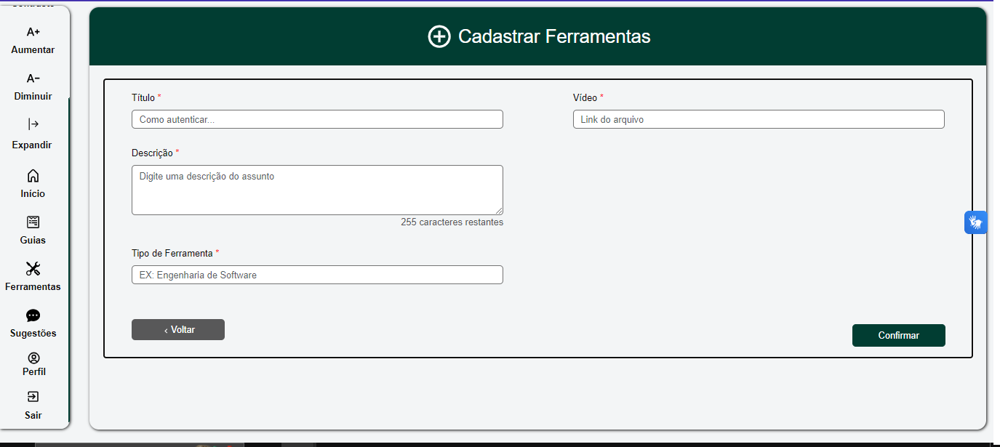 A+
Aumentar
A-
Diminuir
Expandir
Início
Guias
Ferramentas
Sugestões
Perfil
Sair
Cadastrar Ferramentas
Título *
Como autenticar...
Vídeo *
Link do arquivo
Descrição *
Digite uma descrição do assunto
255 caracteres restantes
Tipo de Ferramenta *
EX: Engenharia de Software
‹ Voltar
Confirmar